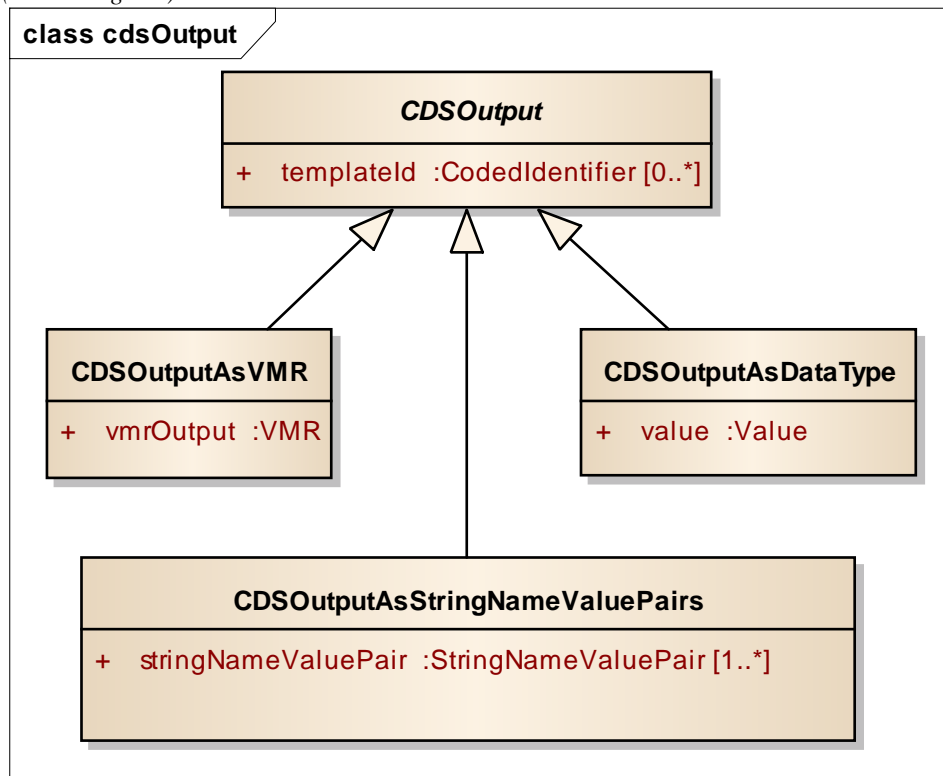 class cdsOutput
CDSOutput
+ templateId :CodedIdentifier [0..*]
CDSOutputAsVMR
+ vmrOutput :VMR
CDSOutputAsDataType
+ value :Value
CDSOutputAsStringNameValuePairs
+ stringNameValuePair :StringNameValuePair [1..*]